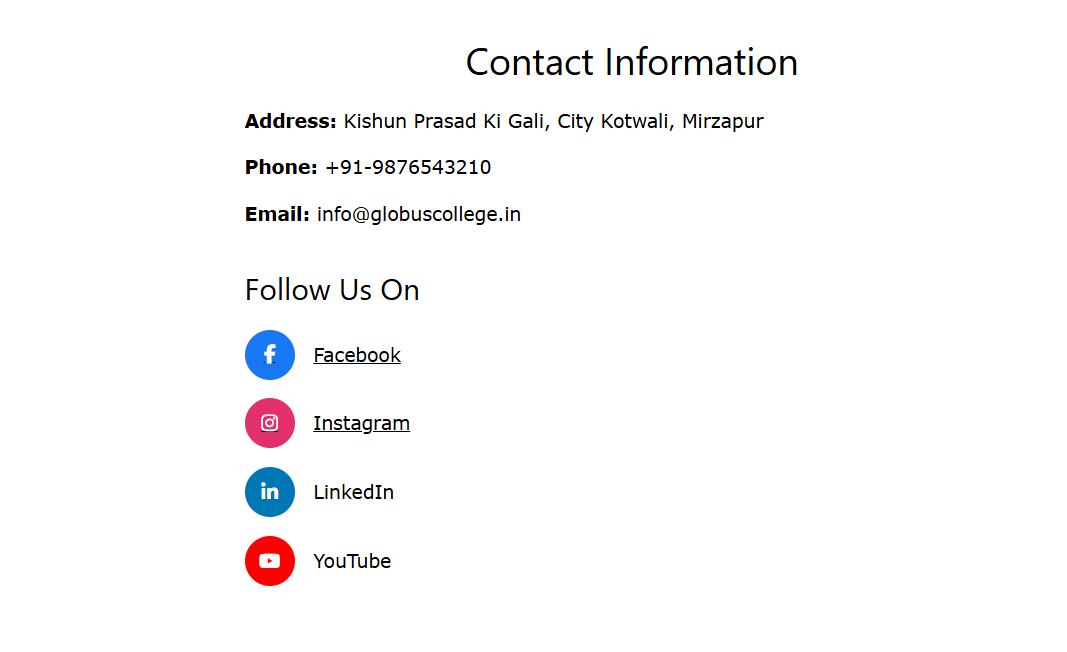 Contact Information
Address: Kishun Prasad Ki Gali, City Kotwali, Mirzapur
Phone: +91-9876543210
Email: info@globuscollege.in
Follow Us On
Facebook
Instagram
LinkedIn
YouTube